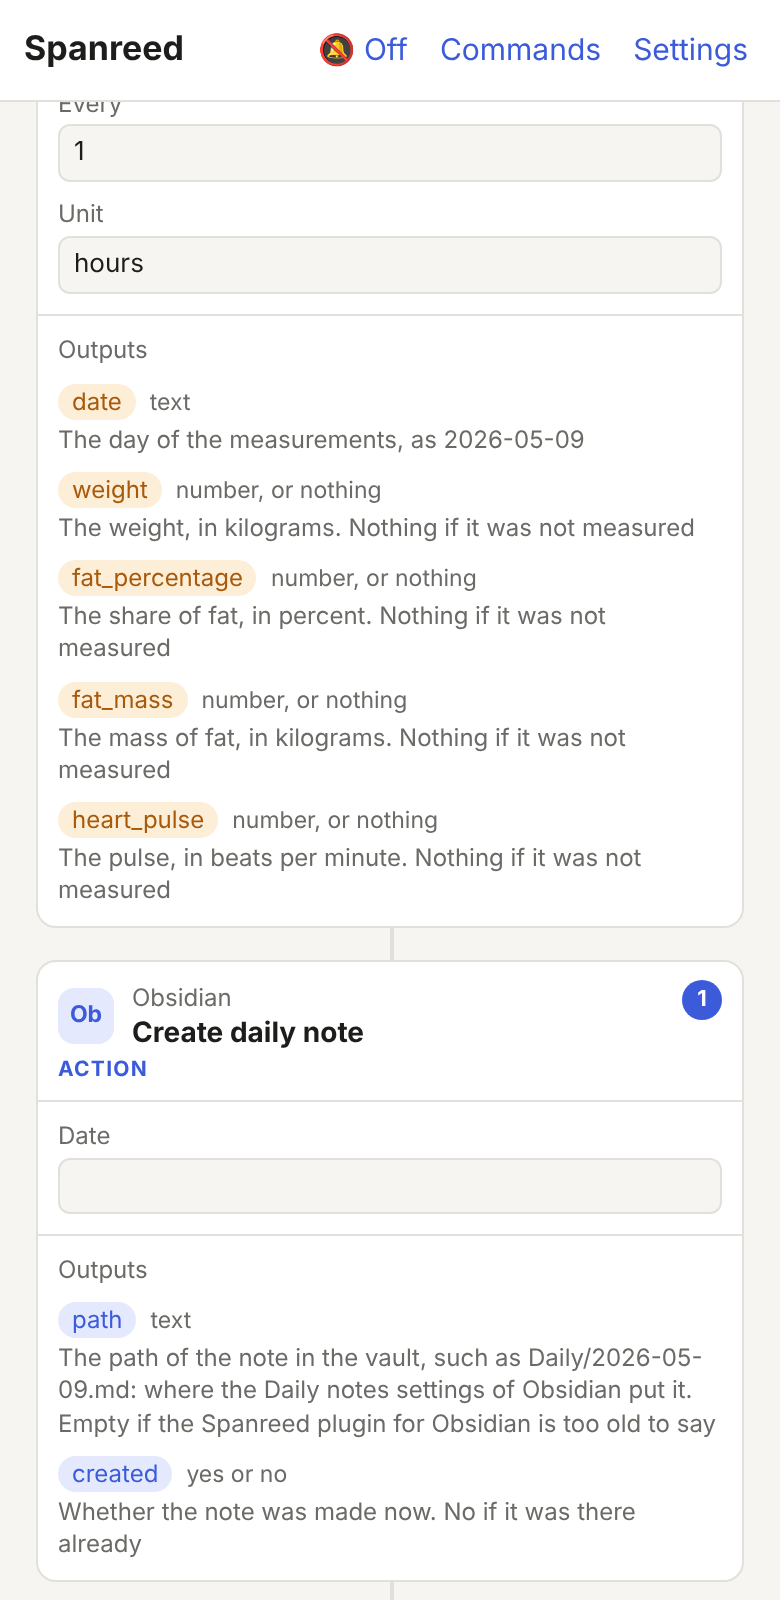 Spanreed
Off
Commands
Settings
Every
1
Unit
hours
Outputs
date text
The day of the measurements, as 2026-05-09
weight number, or nothing
The weight, in kilograms. Nothing if it was not measured
fat_percentage number, or nothing
The share of fat, in percent. Nothing if it was not
measured
fat_mass number, or nothing
The mass of fat, in kilograms. Nothing if it was not
measured
heart_pulse number, or nothing
The pulse, in beats per minute. Nothing if it was not
measured
Ob
Obsidian
Create daily note
1
ACTION
Date
Outputs
path text
The path of the note in the vault, such as Daily/2026-05-
09.md: where the Daily notes settings of Obsidian put it.
Empty if the Spanreed plugin for Obsidian is too old to say
created yes or no
Whether the note was made now. No if it was there
already